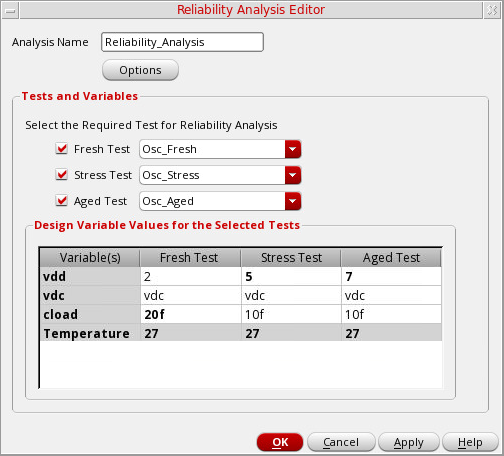 Reliability Analysis Editor
Analysis Name Reliability_Analysis
Options
Tests and Variables
Select the Required Test for Reliability Analysis
Fresh Test Osc_Fresh
Stress Test Osc_Stress
Aged Test Osc_Aged
Design Variable Values for the Selected Tests
Variable(s) Fresh Test Stress Test Aged Test
vdd 2 5 7
vdc vdc vdc vdc
cload 20f 10f 10f
Temperature 27 27 27
OK Cancel Apply Help